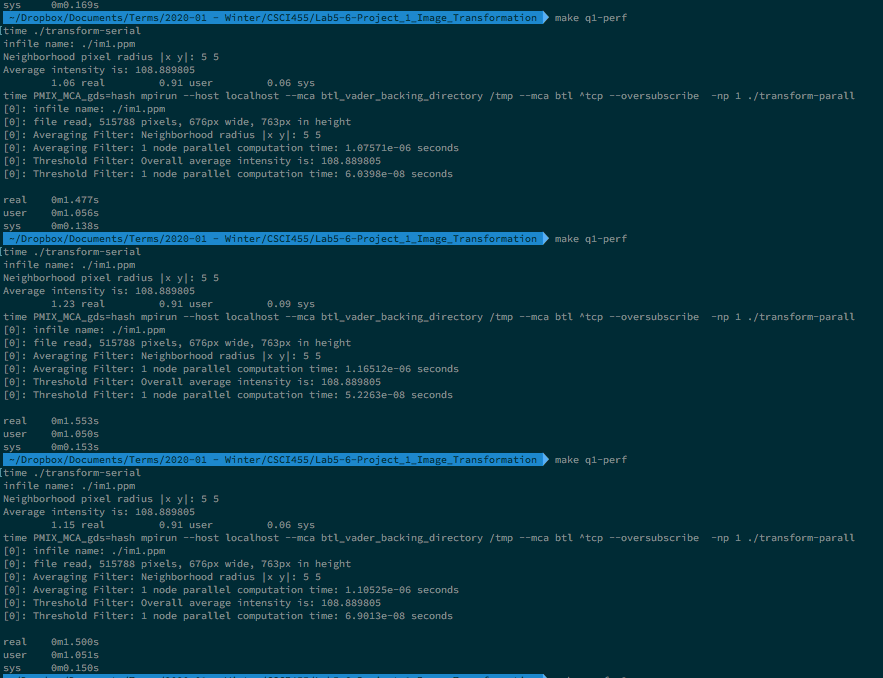 sys     0m0.169s
~/Dropbox/Documents/Terms/2020-01 - Winter/CSCI455/Lab5-6-Project_1_Image_Transformation  make q1-perf
[time ./transform-serial
infile name: ./im1.ppm
Neighborhood pixel radius |x y|: 5 5
Average intensity is: 108.889805
        1.06 real         0.91 user         0.06 sys
time PMIX_MCA_gds=hash mpirun --host localhost --mca btl_vader_backing_directory /tmp --mca btl ^tcp --oversubscribe  -np 1 ./transform-parall
[0]: infile name: ./im1.ppm
[0]: file read, 515788 pixels, 676px wide, 763px in height
[0]: Averaging Filter: Neighborhood radius |x y|: 5 5
[0]: Averaging Filter: 1 node parallel computation time: 1.07571e-06 seconds
[0]: Threshold Filter: Overall average intensity is: 108.889805
[0]: Threshold Filter: 1 node parallel computation time: 6.0398e-08 seconds
real    0m1.477s
user    0m1.056s
sys     0m0.138s
~/Dropbox/Documents/Terms/2020-01 - Winter/CSCI455/Lab5-6-Project_1_Image_Transformation  make q1-perf
[time ./transform-serial
infile name: ./im1.ppm
Neighborhood pixel radius |x y|: 5 5
Average intensity is: 108.889805
        1.23 real         0.91 user         0.09 sys
time PMIX_MCA_gds=hash mpirun --host localhost --mca btl_vader_backing_directory /tmp --mca btl ^tcp --oversubscribe  -np 1 ./transform-parall
[0]: infile name: ./im1.ppm
[0]: file read, 515788 pixels, 676px wide, 763px in height
[0]: Averaging Filter: Neighborhood radius |x y|: 5 5
[0]: Averaging Filter: 1 node parallel computation time: 1.16512e-06 seconds
[0]: Threshold Filter: Overall average intensity is: 108.889805
[0]: Threshold Filter: 1 node parallel computation time: 5.2263e-08 seconds
real    0m1.553s
user    0m1.050s
sys     0m0.153s
~/Dropbox/Documents/Terms/2020-01 - Winter/CSCI455/Lab5-6-Project_1_Image_Transformation  make q1-perf
[time ./transform-serial
infile name: ./im1.ppm
Neighborhood pixel radius |x y|: 5 5
Average intensity is: 108.889805
        1.15 real         0.91 user         0.06 sys
time PMIX_MCA_gds=hash mpirun --host localhost --mca btl_vader_backing_directory /tmp --mca btl ^tcp --oversubscribe  -np 1 ./transform-parall
[0]: infile name: ./im1.ppm
[0]: file read, 515788 pixels, 676px wide, 763px in height
[0]: Averaging Filter: Neighborhood radius |x y|: 5 5
[0]: Averaging Filter: 1 node parallel computation time: 1.10525e-06 seconds
[0]: Threshold Filter: Overall average intensity is: 108.889805
[0]: Threshold Filter: 1 node parallel computation time: 6.9013e-08 seconds
real    0m1.500s
user    0m1.051s
sys     0m0.150s